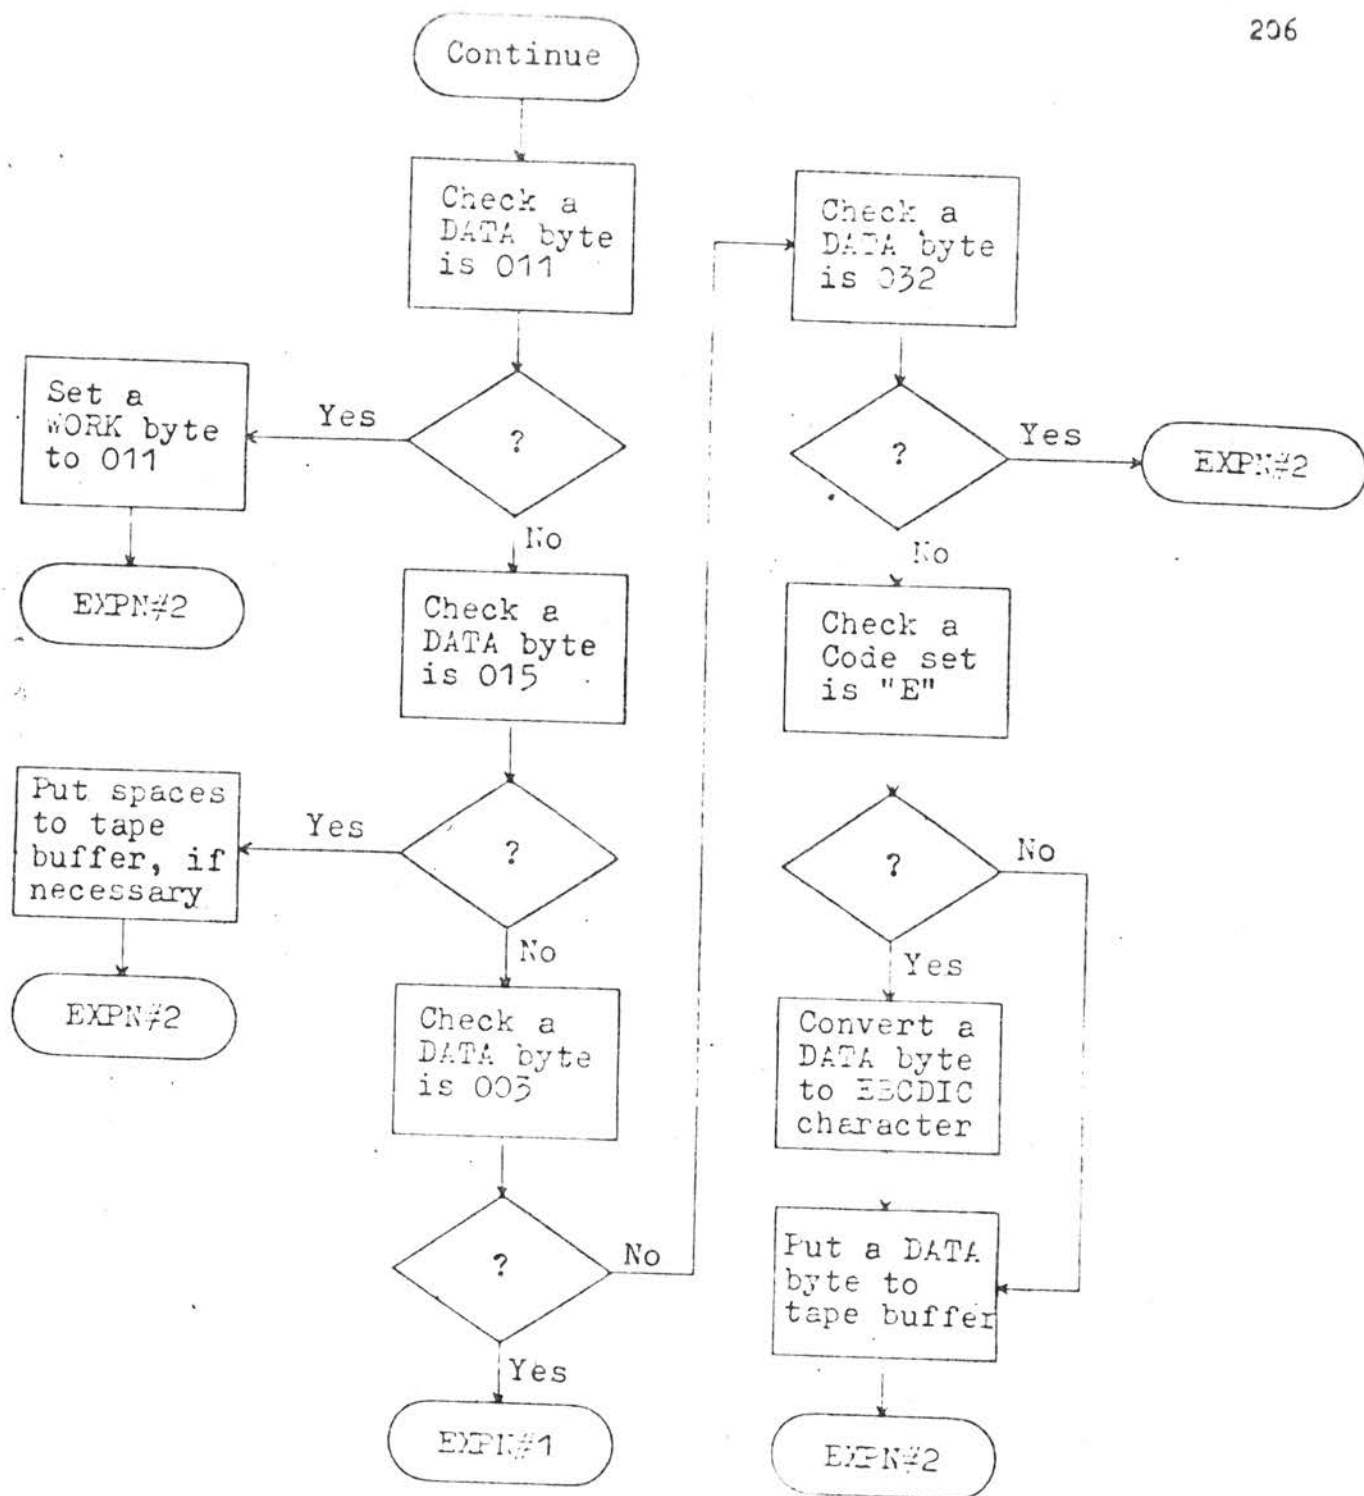 206
Continue
Check a
DATA byte
is 011
?
Yes
Set a
WORK byte
to 011
EXPN#2
No
Check a
DATA byte
is 015
?
Yes
Put spaces
to tape
buffer, if
necessary
EXPN#2
No
Check a
DATA byte
is 003
?
No
Yes
EXPN#1
Check a
DATA byte
is 032
?
Yes
EXPN#2
No
Check a
Code set
is "E"
?
No
Yes
Convert a
DATA byte
to EBCDIC
character
Put a DATA
byte to
tape buffer
EXPN#2